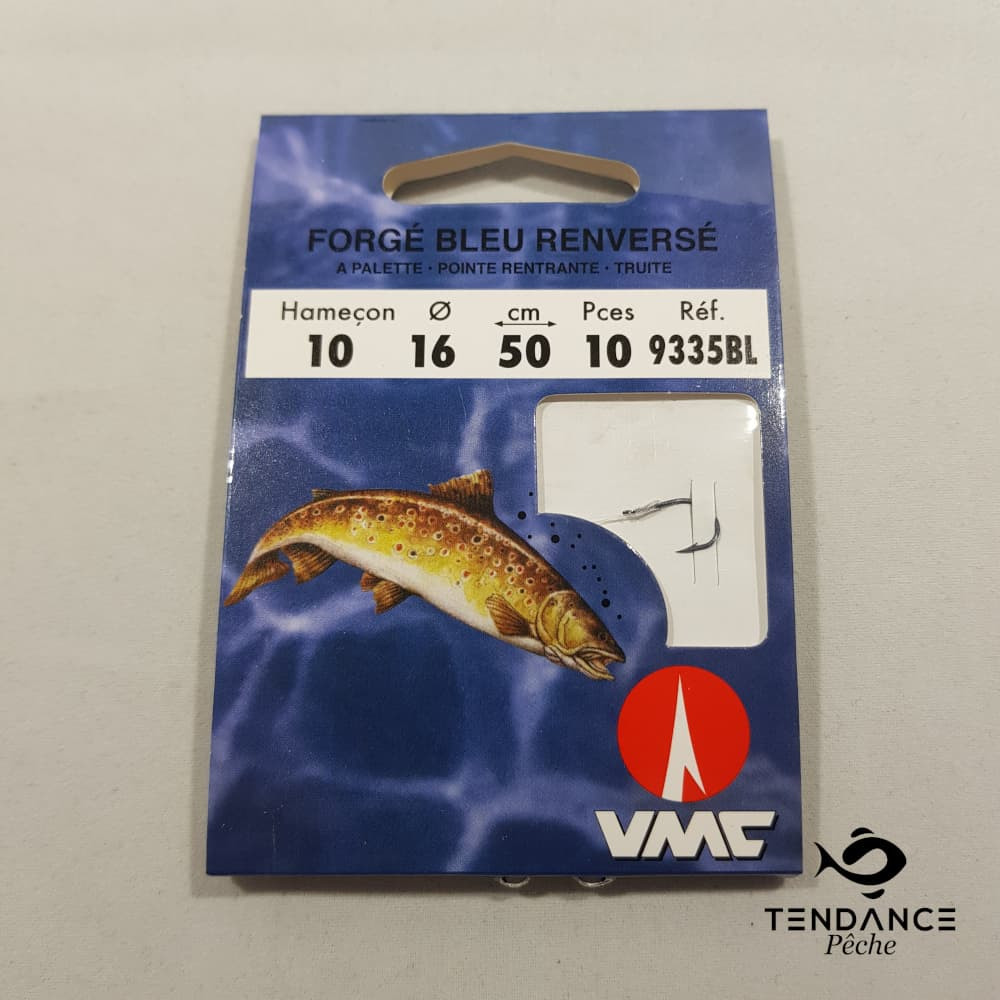 FORGÉ BLEU RENVERSÉ
A PALETTE · POINTE RENTRANTE · TRUITE
Hameçon Ø cm Pces Réf.
10 16 50 10 9335BL
VMC
TENDANCE
Pêche